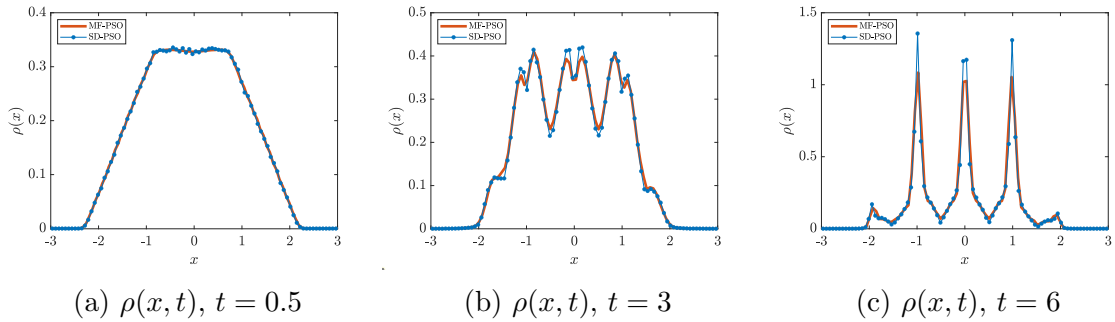 0.4
0.3
0.2
0.1
0
ρ(x)
MF-PSO
SD-PSO
-3 -2 -1 0 1 2 3
x
(a) ρ(x, t), t = 0.5
0.5
0.4
0.3
0.2
0.1
0
ρ(x)
MF-PSO
SD-PSO
-3 -2 -1 0 1 2 3
x
(b) ρ(x, t), t = 3
1.5
1
0.5
0
ρ(x)
MF-PSO
SD-PSO
-3 -2 -1 0 1 2 3
x
(c) ρ(x, t), t = 6